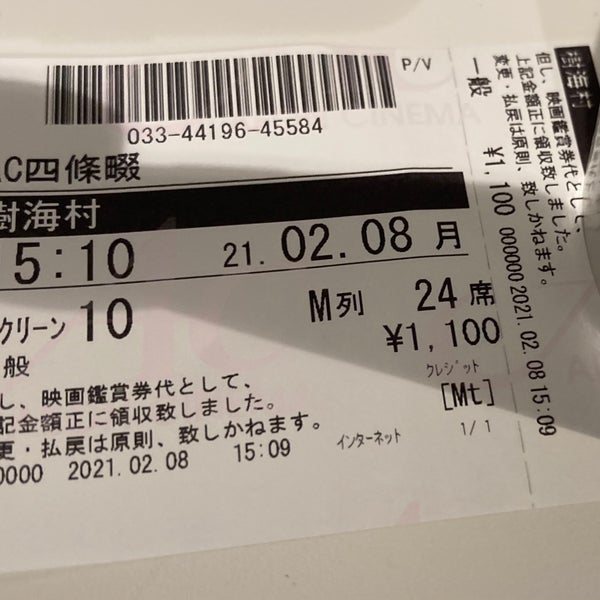 P/V
033-44196-45584
CINEMA
C四條畷
樹海村
5:10 21.02.08 月
クリーン10 M列 24席
般 ¥1,100
クレジット
し、映画鑑賞券代として、 [Mt]
記金額正に領収致しました。
更・払戻は原則、致しかねます。 インターネット 1/1
0000 2021.02.08 15:09
樹海村
但し、映画鑑賞券代として、
上記金額正に領収致しました。
変更・払戻は原則、致しかねます。
一般 ¥1,100 000000 2021.02.08 15:09